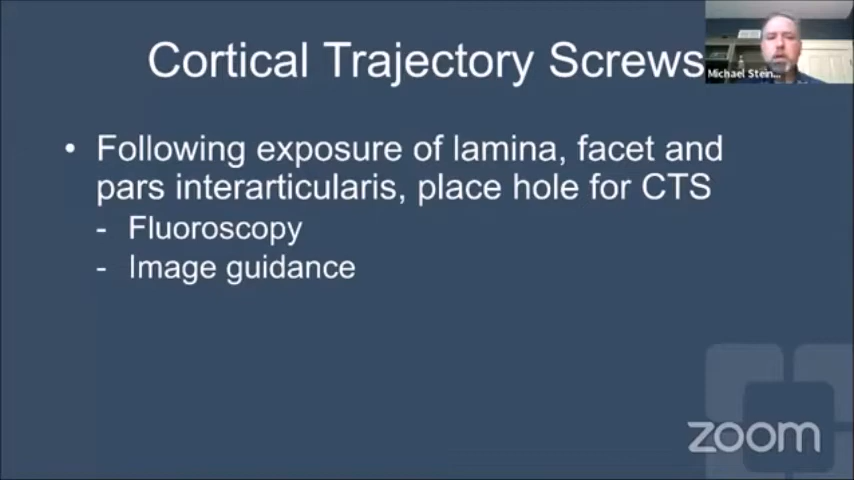 Cortical Trajectory Screws
Michael Stein...
• Following exposure of lamina, facet and
pars interarticularis, place hole for CTS
- Fluoroscopy
- Image guidance
zoom